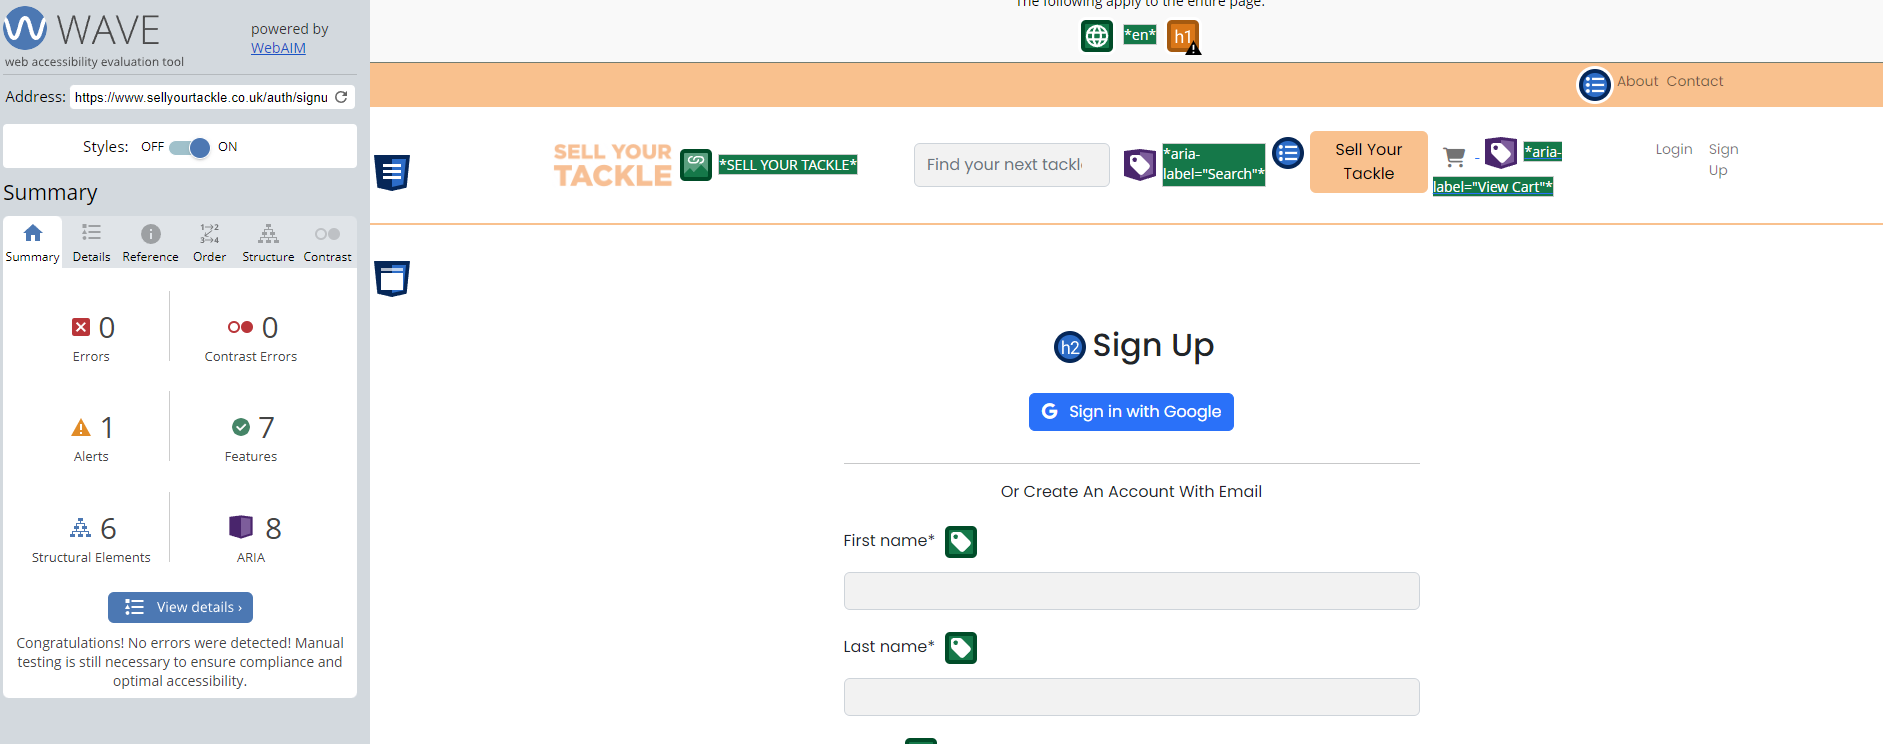 WAVE
powered by
WebAIM
web accessibility evaluation tool
Address: https://www.sellyourtackle.co.uk/auth/signu
Styles: OFF ON
Summary
Summary Details Reference Order Structure Contrast
0 0
Errors Contrast Errors
1 7
Alerts Features
6 8
Structural Elements ARIA
View details ›
Congratulations! No errors were detected! Manual
testing is still necessary to ensure compliance and
optimal accessibility.
The following apply to the entire page:
*en* h1
About Contact
SELL YOUR
TACKLE
*SELL YOUR TACKLE*
Find your next tackl
*aria-
label="Search"*
Sell Your
Tackle
*aria-
label="View Cart"*
Login Sign
Up
h2 Sign Up
G Sign in with Google
Or Create An Account With Email
First name*
Last name*